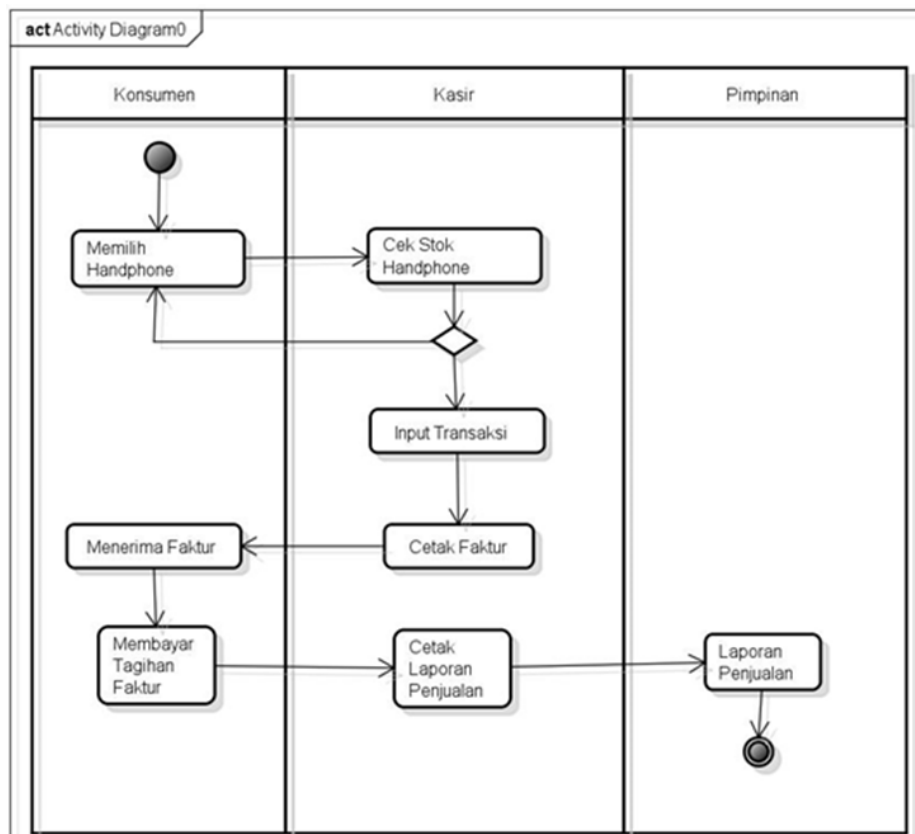 act Activity Diagram0
Konsumen
Kasir
Pimpinan
Memilih
Handphone
Cek Stok
Handphone
Input Transaksi
Cetak Faktur
Menerima Faktur
Membayar
Tagihan
Faktur
Cetak
Laporan
Penjualan
Laporan
Penjualan